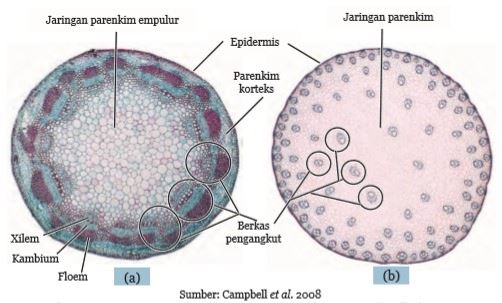 Jaringan parenkim empulur
Jaringan parenkim
Epidermis
Parenkim
korteks
Berkas
pengangkut
Xilem
Kambium
Floem
(a)
(b)
Sumber: Campbell et al. 2008